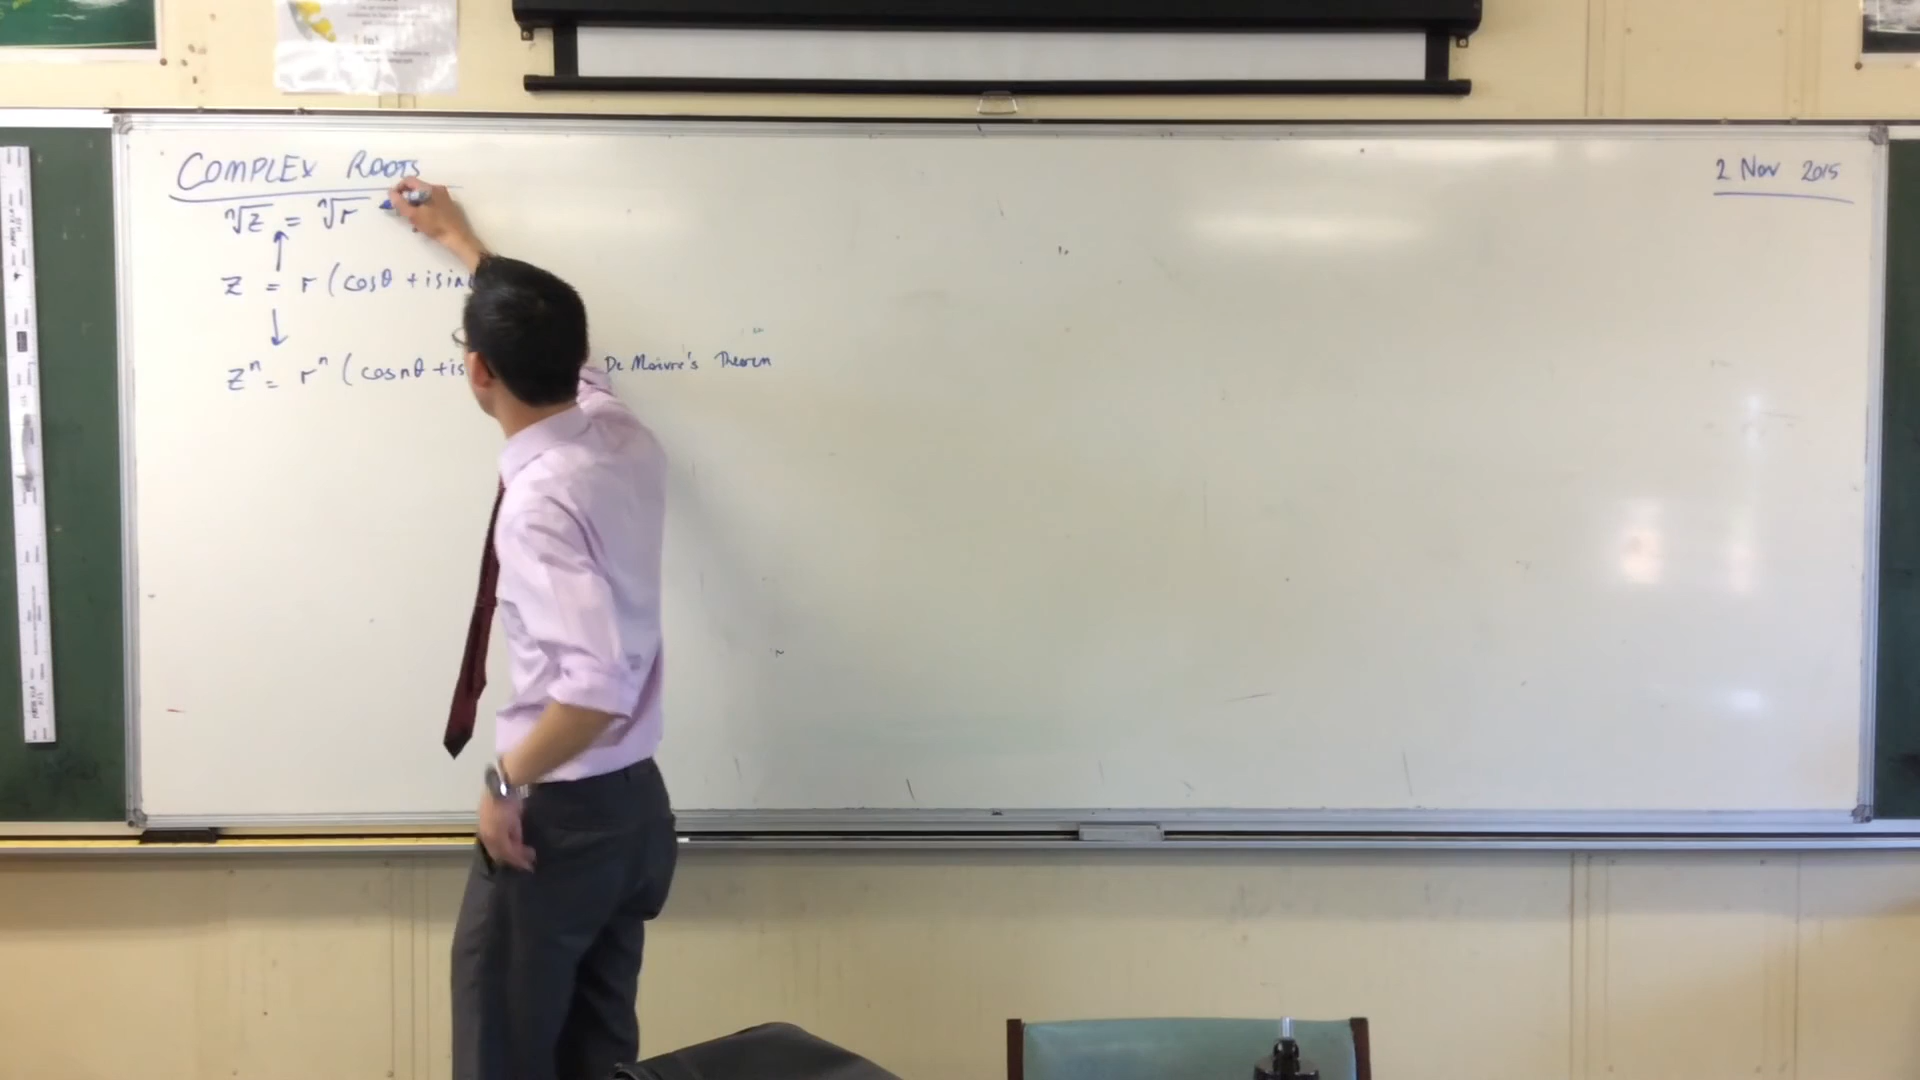 COMPLEX ROOTS
2 Nov 2015
ⁿ√z = ⁿ√r
z = r (cosθ + isin
zⁿ = rⁿ (cosnθ + is
De Moivre's Theorem